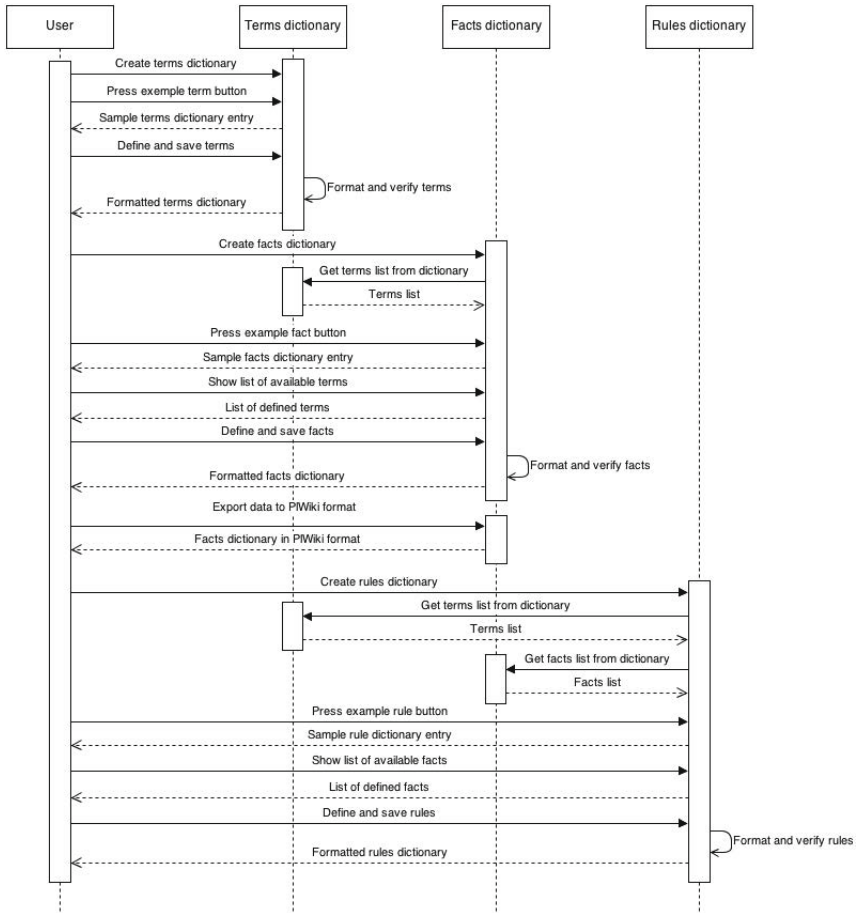 User
Terms dictionary
Facts dictionary
Rules dictionary
Create terms dictionary
Press exemple term button
Sample terms dictionary entry
Define and save terms
Format and verify terms
Formatted terms dictionary
Create facts dictionary
Get terms list from dictionary
Terms list
Press example fact button
Sample facts dictionary entry
Show list of available terms
List of defined terms
Define and save facts
Format and verify facts
Formatted facts dictionary
Export data to PlWiki format
Facts dictionary in PlWiki format
Create rules dictionary
Get terms list from dictionary
Terms list
Get facts list from dictionary
Facts list
Press example rule button
Sample rule dictionary entry
Show list of available facts
List of defined facts
Define and save rules
Format and verify rules
Formatted rules dictionary